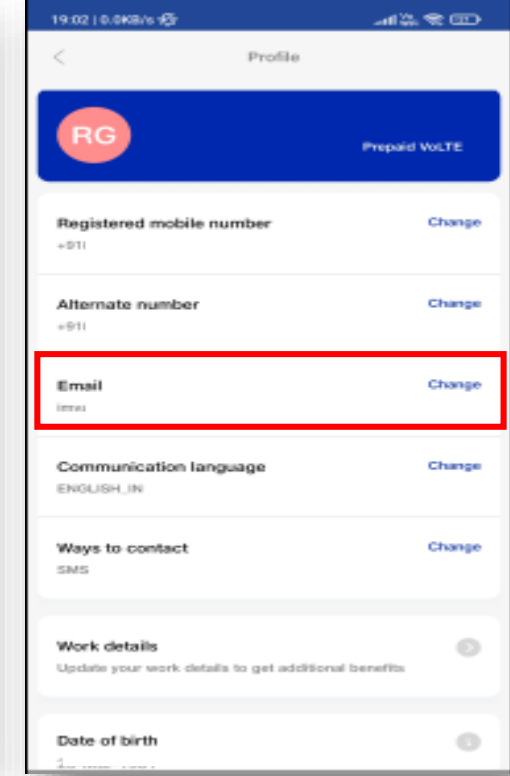 19:02 | 0.0KB/s
Profile
RG
Prepaid VoLTE
Registered mobile number
Change
+91
Alternate number
Change
+91
Email
Change
Communication language
Change
ENGLISH_IN
Ways to contact
Change
SMS
Work details
Update your work details to get additional benefits
Date of birth